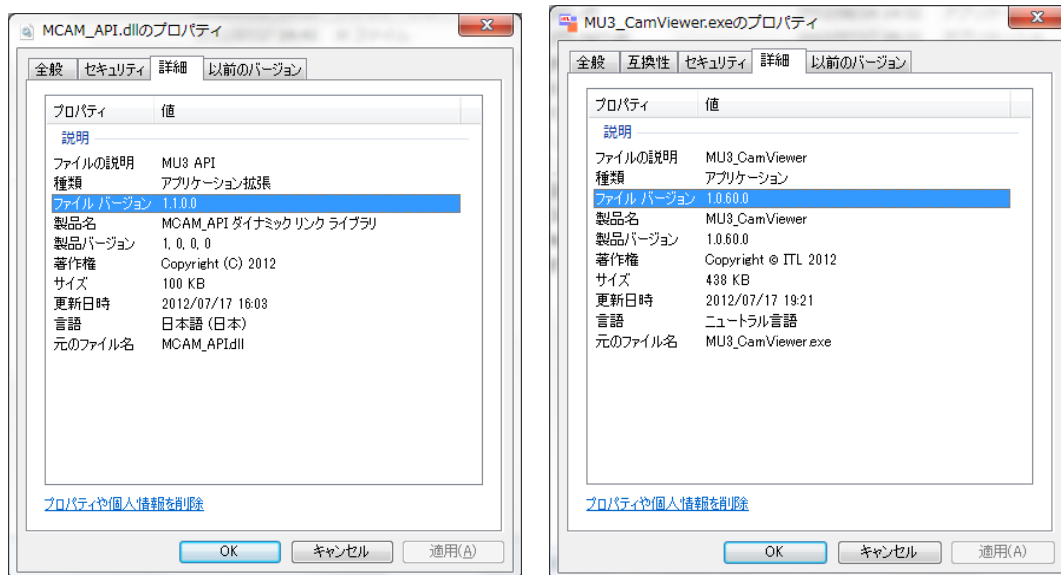 MCAM_API.dllのプロパティ
全般 セキュリティ 詳細 以前のバージョン
プロパティ 値
説明
ファイルの説明 MU3 API
種類 アプリケーション拡張
ファイル バージョン 1.1.0.0
製品名 MCAM_API ダイナミック リンク ライブラリ
製品バージョン 1, 0, 0, 0
著作権 Copyright (C) 2012
サイズ 100 KB
更新日時 2012/07/17 16:03
言語 日本語 (日本)
元のファイル名 MCAM_API.dll
プロパティや個人情報を削除
OK キャンセル 適用(A)
MU3_CamViewer.exeのプロパティ
全般 互換性 セキュリティ 詳細 以前のバージョン
プロパティ 値
説明
ファイルの説明 MU3_CamViewer
種類 アプリケーション
ファイル バージョン 1.0.60.0
製品名 MU3_CamViewer
製品バージョン 1.0.60.0
著作権 Copyright © ITL 2012
サイズ 438 KB
更新日時 2012/07/17 19:21
言語 ニュートラル言語
元のファイル名 MU3_CamViewer.exe
プロパティや個人情報を削除
OK キャンセル 適用(A)